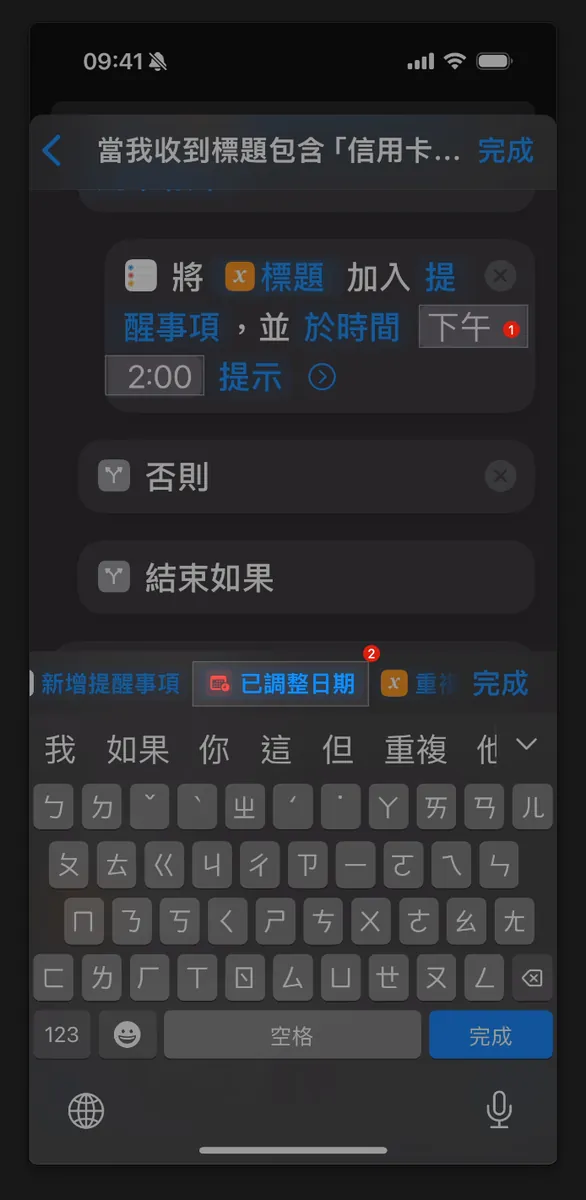 09:41
當我收到標題包含「信用卡… 完成
將 x 標題 加入 提
醒事項，並 於時間 下午 1
2:00 提示
否則
結束如果
2
新增提醒事項 已調整日期 x 重複 完成
我 如果 你 這 但 重複 他
ㄅ ㄉ ˇ ˋ ㄓ ˊ ˙ ㄚ ㄞ ㄢ ㄦ
ㄆ ㄊ ㄍ ㄐ ㄔ ㄗ ㄧ ㄛ ㄟ ㄣ
ㄇ ㄋ ㄎ ㄑ ㄕ ㄘ ㄨ ㄜ ㄠ ㄤ
ㄈ ㄌ ㄏ ㄒ ㄖ ㄙ ㄩ ㄝ ㄡ ㄥ
123 空格 完成